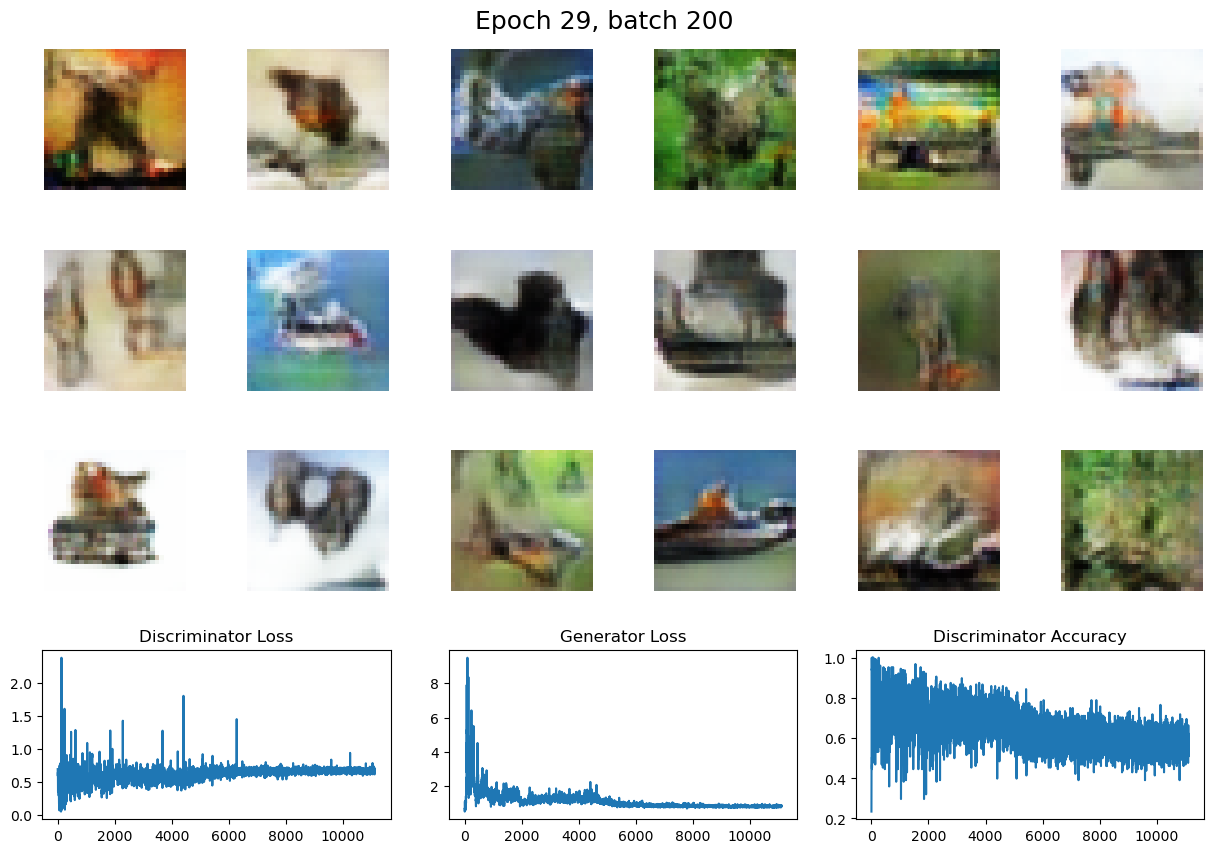 Epoch 29, batch 200
Discriminator Loss
Generator Loss
Discriminator Accuracy
2.0
1.5
1.0
0.5
0.0
0 2000 4000 6000 8000 10000
8
6
4
2
0 2000 4000 6000 8000 10000
1.0
0.8
0.6
0.4
0.2
0 2000 4000 6000 8000 10000